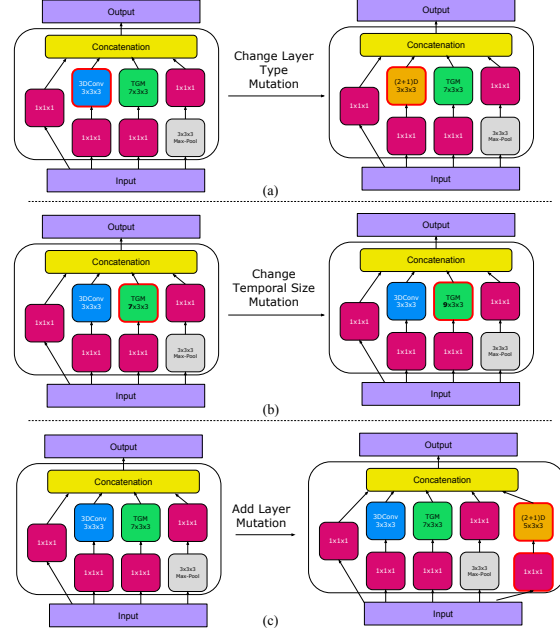 Output
Concatenation
3DConv
3x3x3
TGM
7x3x3
1x1x1
1x1x1
1x1x1
1x1x1
3x3x3
Max-Pool
Input
Change Layer
Type
Mutation
Output
Concatenation
(2+1)D
3x3x3
TGM
7x3x3
1x1x1
1x1x1
1x1x1
1x1x1
3x3x3
Max-Pool
Input
(a)
Output
Concatenation
3DConv
3x3x3
TGM
7x3x3
1x1x1
1x1x1
1x1x1
1x1x1
3x3x3
Max-Pool
Input
Change
Temporal Size
Mutation
Output
Concatenation
3DConv
3x3x3
TGM
9x3x3
1x1x1
1x1x1
1x1x1
1x1x1
3x3x3
Max-Pool
Input
(b)
Output
Concatenation
3DConv
3x3x3
TGM
7x3x3
1x1x1
1x1x1
1x1x1
1x1x1
3x3x3
Max-Pool
Input
Add Layer
Mutation
Output
Concatenation
3DConv
3x3x3
TGM
7x3x3
1x1x1
(2+1)D
5x3x3
1x1x1
1x1x1
1x1x1
3x3x3
Max-Pool
1x1x1
Input
(c)